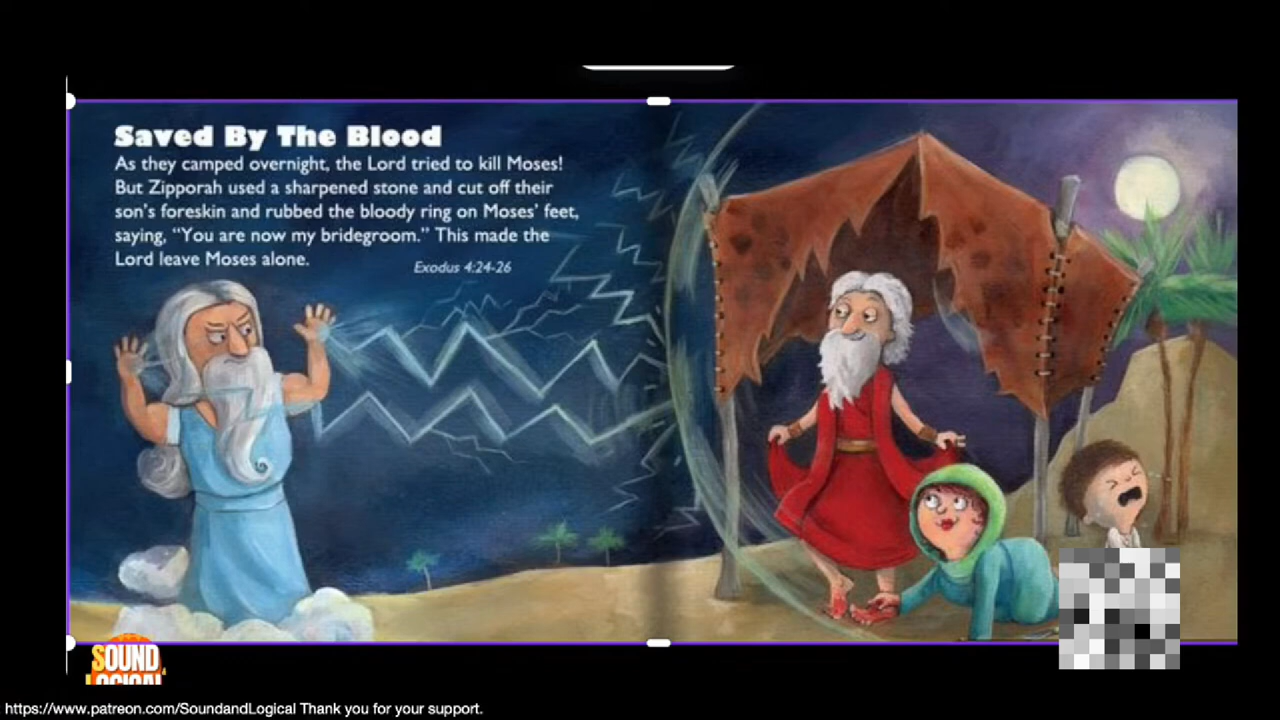 Saved By The Blood
As they camped overnight, the Lord tried to kill Moses!
But Zipporah used a sharpened stone and cut off their
son's foreskin and rubbed the bloody ring on Moses' feet,
saying, “You are now my bridegroom.” This made the
Lord leave Moses alone.
Exodus 4:24-26
SOUND
LOGICAL
https://www.patreon.com/SoundandLogical Thank you for your support.